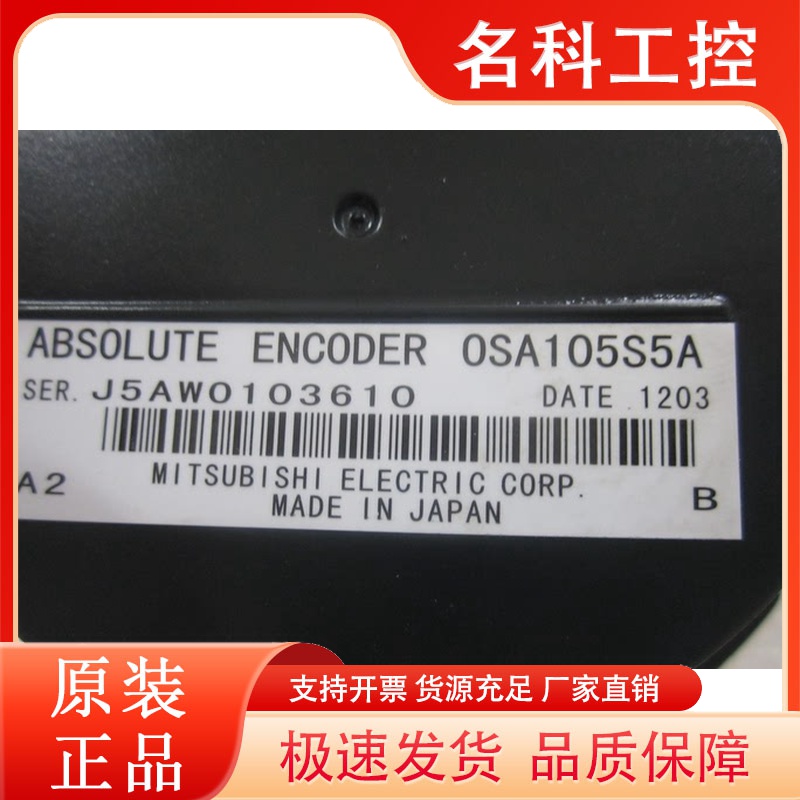 名科工控
ABSOLUTE ENCODER OSA105S5A
SER. J5AW0103610 DATE 1203
A2 MITSUBISHI ELECTRIC CORP.
MADE IN JAPAN B
原装
正品
支持开票 货源充足 厂家直销
极速发货 品质保障